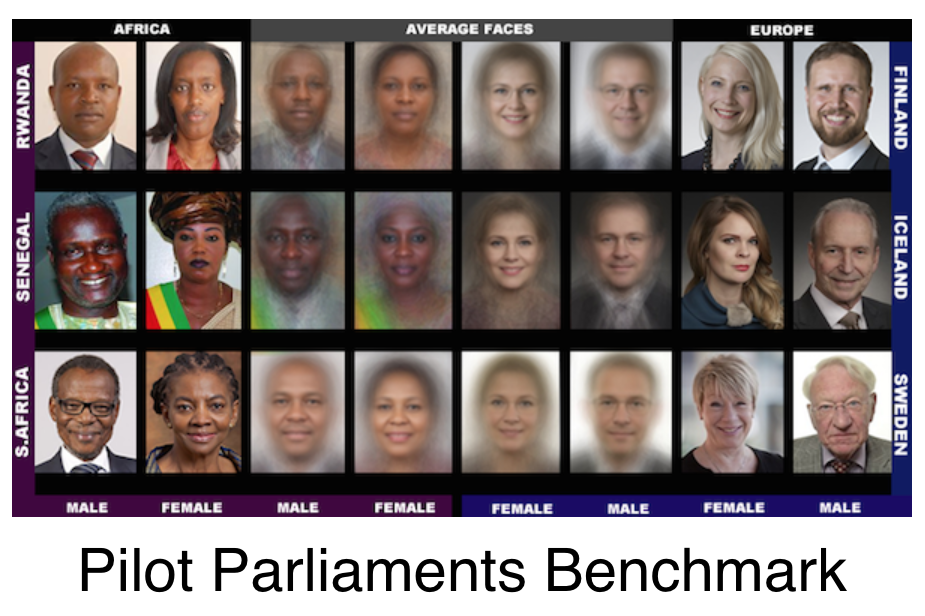 AFRICA AVERAGE FACES EUROPE
RWANDA
FINLAND
SENEGAL
ICELAND
S.AFRICA
SWEDEN
MALE FEMALE MALE FEMALE FEMALE MALE FEMALE MALE
Pilot Parliaments Benchmark